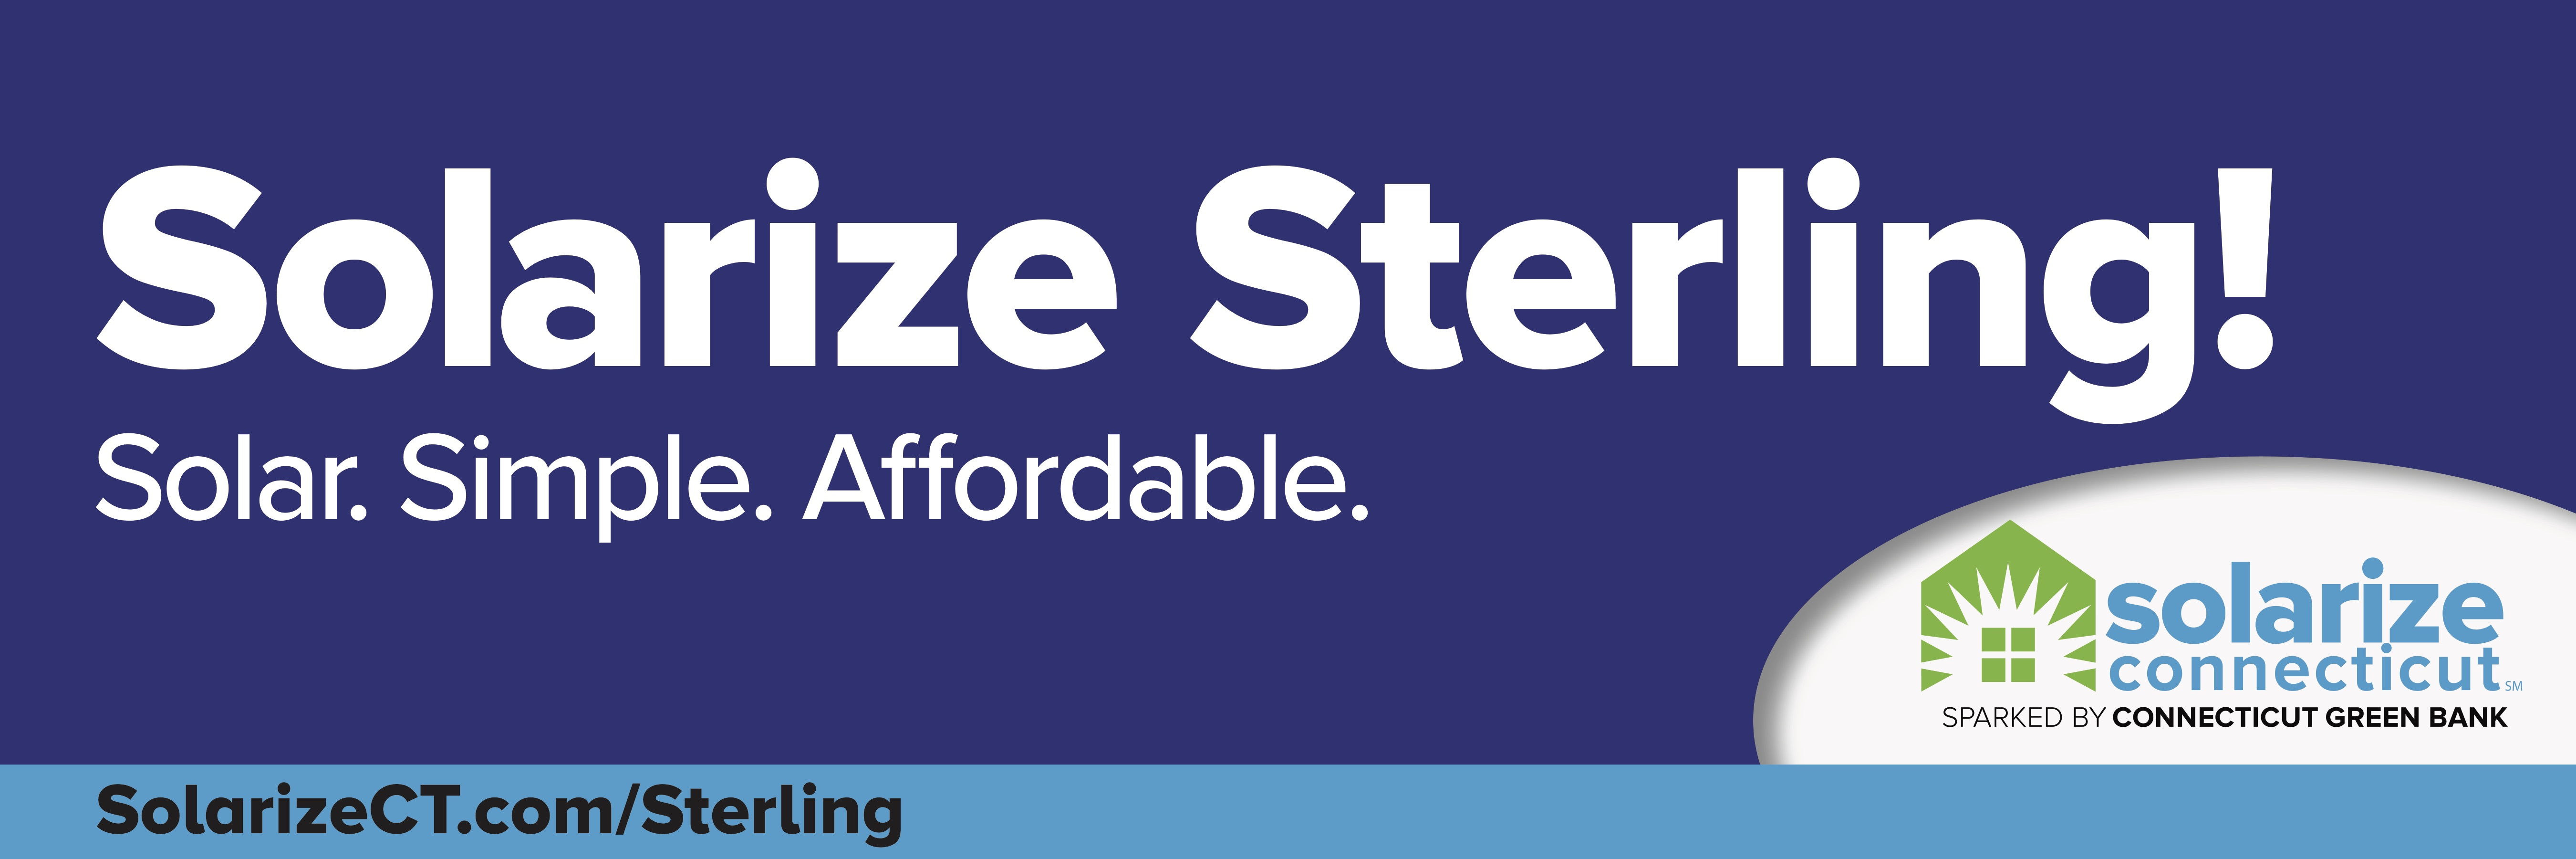 Solarize Sterling!
Solar. Simple. Affordable.
solarize
connecticut SM
SPARKED BY CONNECTICUT GREEN BANK
SolarizeCT.com/Sterling